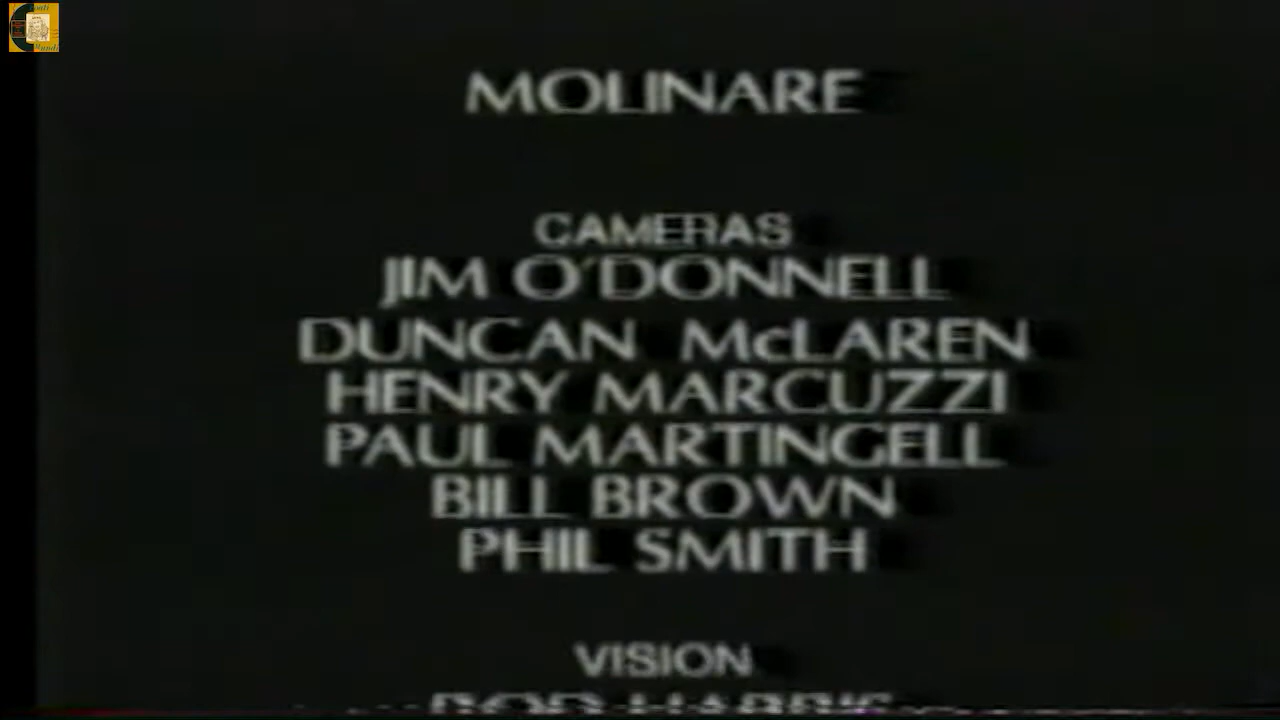 MOLINARE
CAMERAS
JIM O'DONNELL
DUNCAN McLAREN
HENRY MARCUZZI
PAUL MARTINGELL
BILL BROWN
PHIL SMITH
VISION